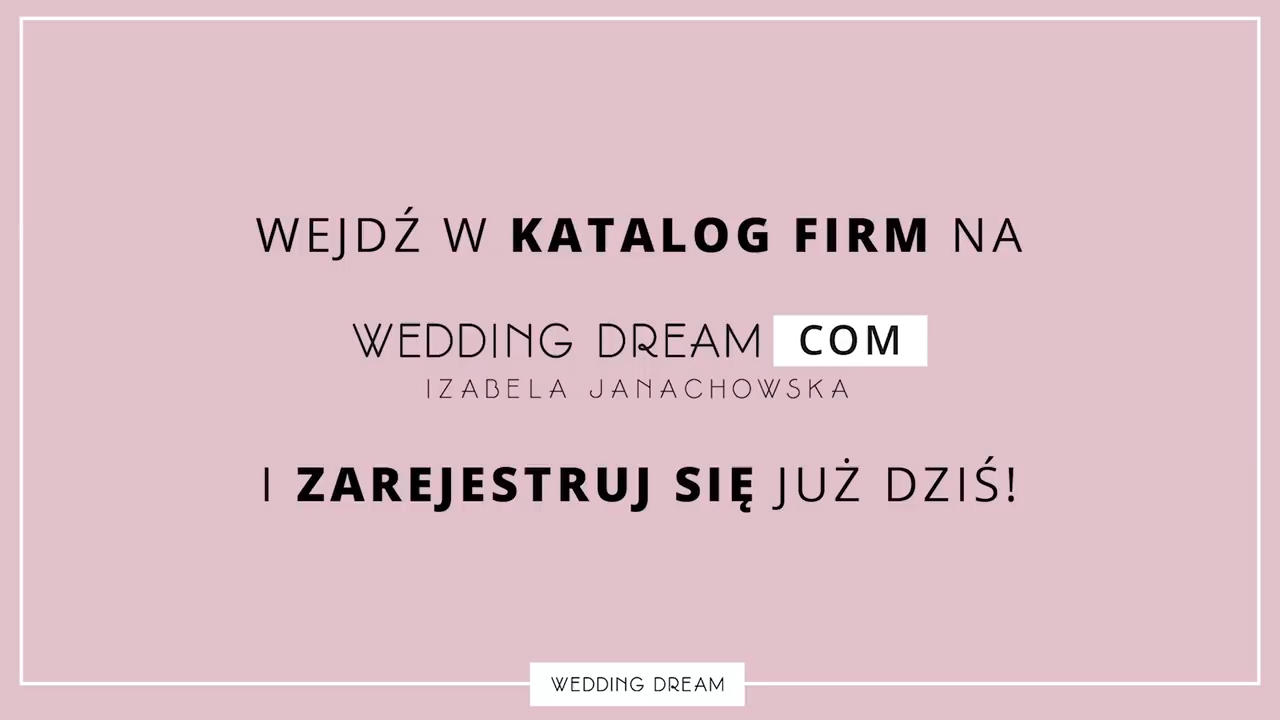 WEJDŹ W KATALOG FIRM NA
WEDDING DREAM COM
IZABELA JANACHOWSKA
I ZAREJESTRUJ SIĘ JUŻ DZIŚ!
WEDDING DREAM